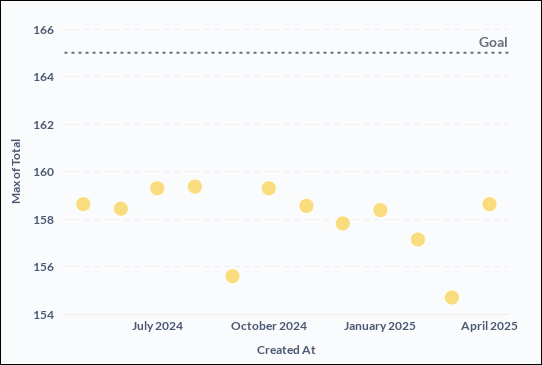 166
Goal
164
162
160
158
156
154
Max of Total
July 2024
October 2024
January 2025
April 2025
Created At